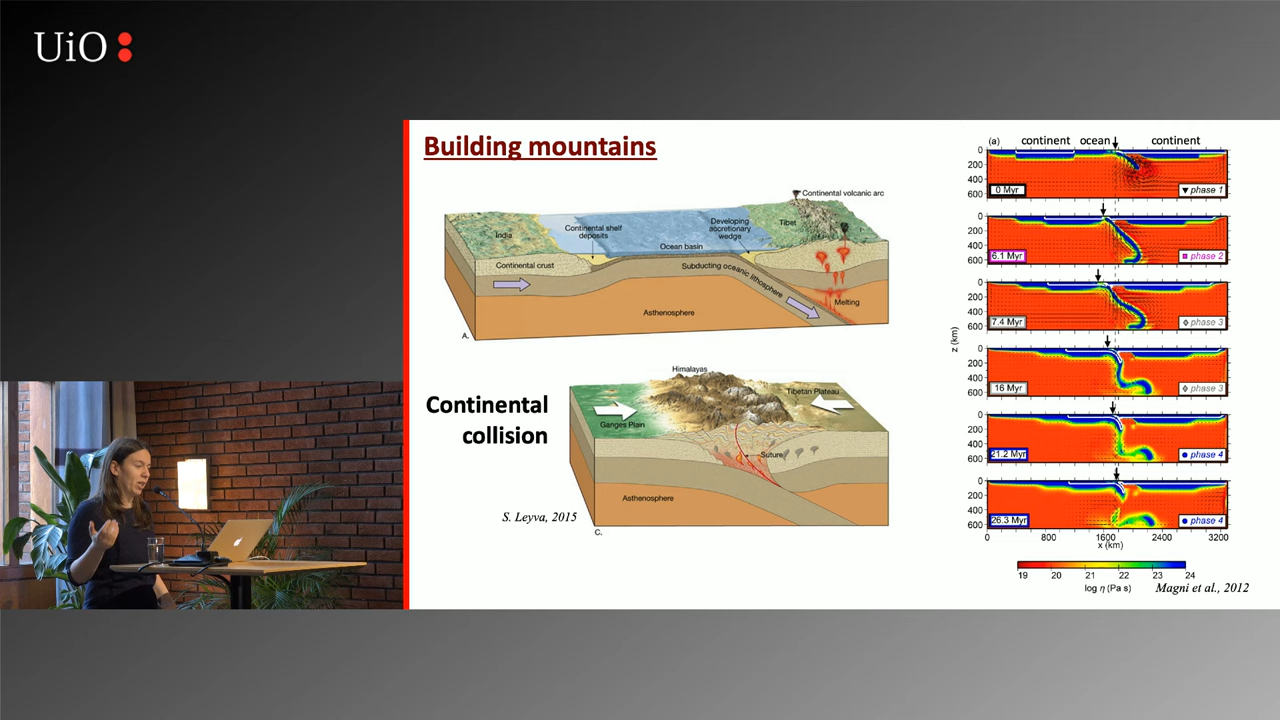 UiO
Building mountains
Continental volcanic arc
India
Continental shelf
deposits
Developing
accretionary
wedge
Tibet
Ocean basin
Continental crust
Subducting oceanic lithosphere
Melting
Asthenosphere
A.
Continental
collision
Himalayas
Tibetan Plateau
Ganges Plain
Suture
Asthenosphere
S. Leyva, 2015
C.
(a) continent ocean continent
0
200
400
600
0 Myr
phase 1
0
200
400
600
6.1 Myr
phase 2
0
200
400
600
7.4 Myr
phase 3
z (km)
0
200
400
600
16 Myr
phase 3
0
200
400
600
21.2 Myr
phase 4
0
200
400
600
26.3 Myr
phase 4
0 800 1600 2400 3200
x (km)
19 20 21 22 23 24
log η (Pa s)
Magni et al., 2012